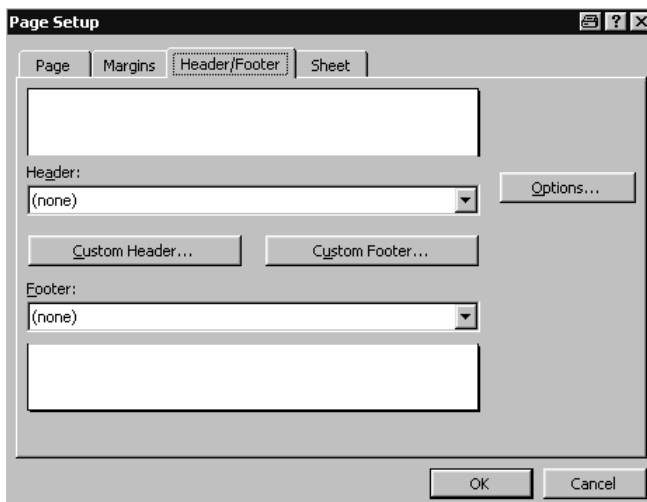 Page Setup
Page Margins Header/Footer Sheet
Header:
(none)
Options...
Custom Header... Custom Footer...
Footer:
(none)
OK Cancel